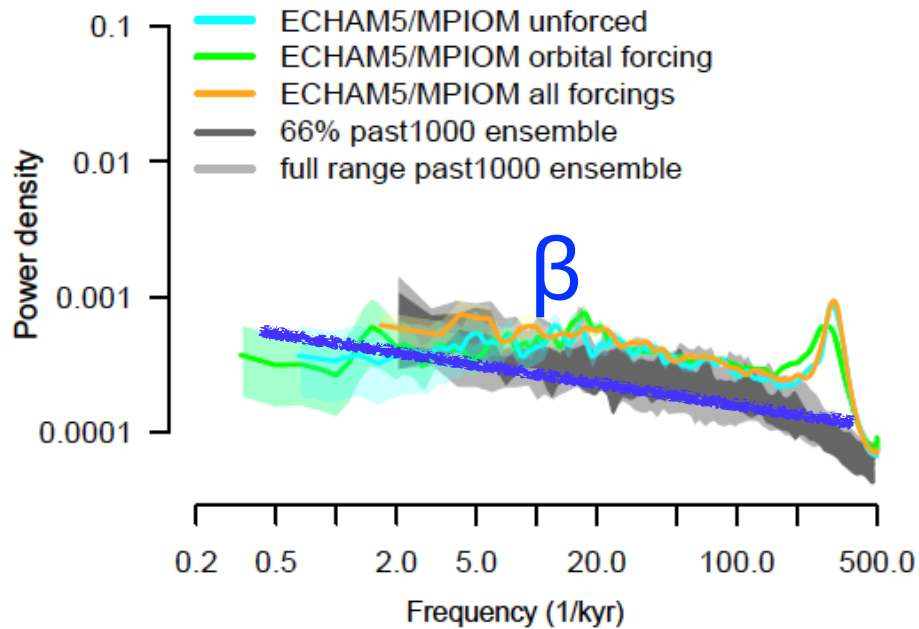 0.1
ECHAM5/MPIOM unforced
ECHAM5/MPIOM orbital forcing
ECHAM5/MPIOM all forcings
66% past1000 ensemble
0.01
full range past1000 ensemble
Power density
β
0.001
0.0001
0.2 0.5 2.0 5.0 20.0 100.0 500.0
Frequency (1/kyr)